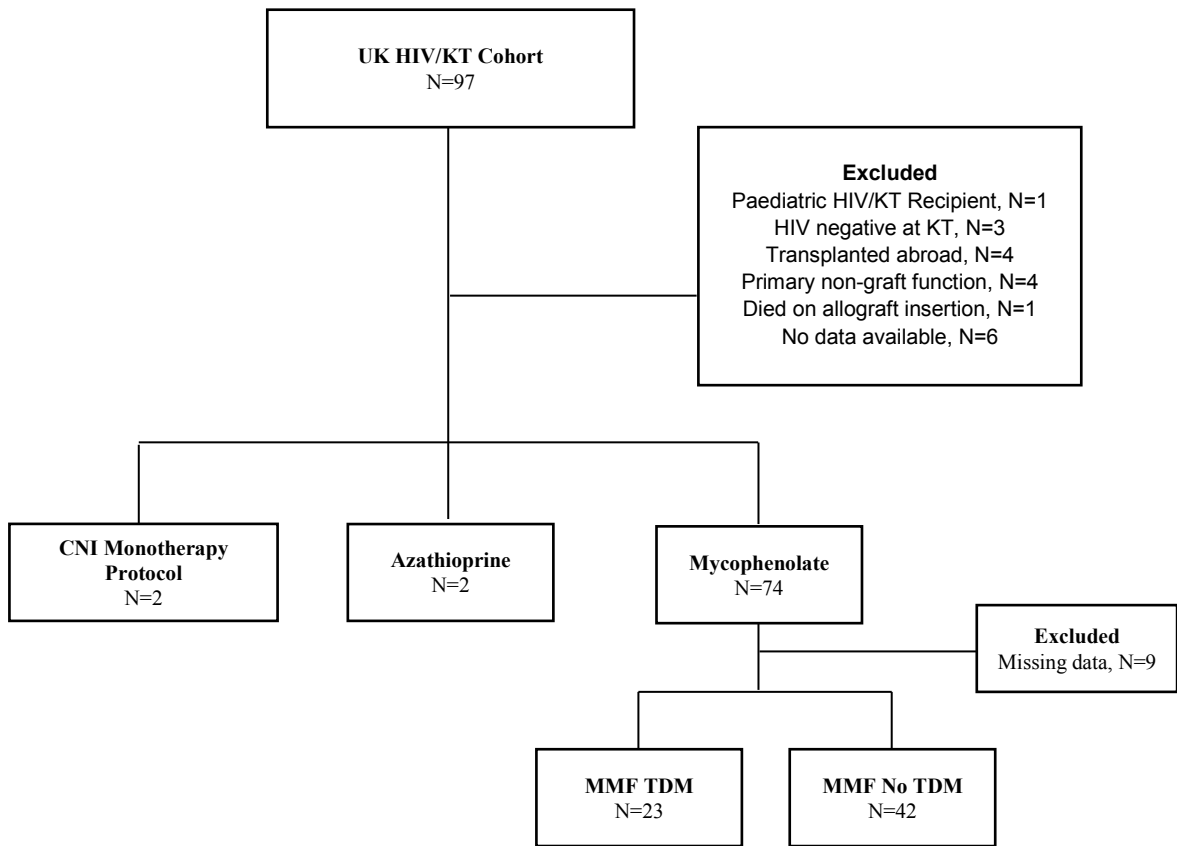 UK HIV/KT Cohort
N=97
Excluded
Paediatric HIV/KT Recipient, N=1
HIV negative at KT, N=3
Transplanted abroad, N=4
Primary non-graft function, N=4
Died on allograft insertion, N=1
No data available, N=6
CNI Monotherapy
Protocol
N=2
Azathioprine
N=2
Mycophenolate
N=74
Excluded
Missing data, N=9
MMF TDM
N=23
MMF No TDM
N=42